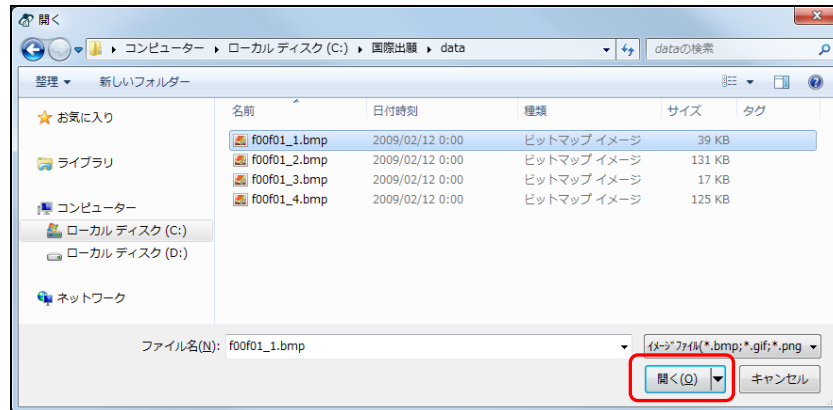 開く
コンピューター ▸ ローカル ディスク (C:) ▸ 国際出願 ▸ data
dataの検索
整理 ▼ 新しいフォルダー
お気に入り
ライブラリ
コンピューター
ローカル ディスク (C:)
ローカル ディスク (D:)
ネットワーク
名前 日付時刻 種類 サイズ タグ
f00f01_1.bmp 2009/02/12 0:00 ビットマップ イメージ 39 KB
f00f01_2.bmp 2009/02/12 0:00 ビットマップ イメージ 131 KB
f00f01_3.bmp 2009/02/12 0:00 ビットマップ イメージ 17 KB
f00f01_4.bmp 2009/02/12 0:00 ビットマップ イメージ 125 KB
ファイル名(N): f00f01_1.bmp
ｲﾒｰｼﾞﾌｧｲﾙ(*.bmp;*.gif;*.png
開く(O) キャンセル